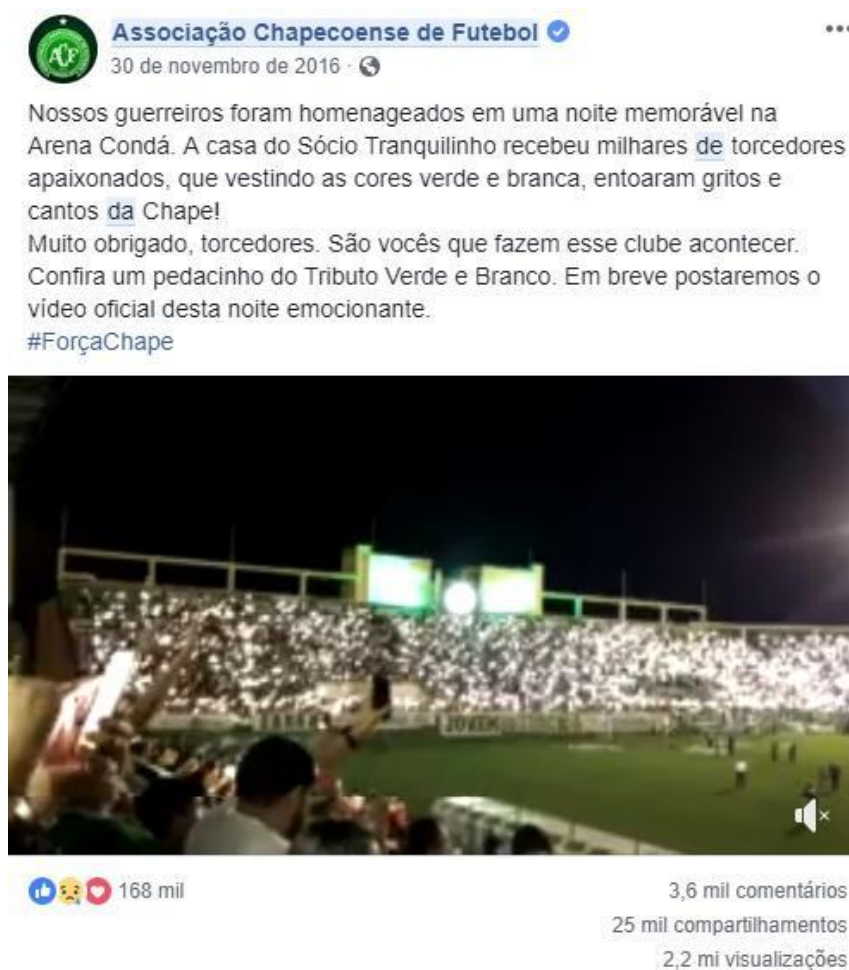 Associação Chapecoense de Futebol
30 de novembro de 2016 ·
Nossos guerreiros foram homenageados em uma noite memorável na
Arena Condá. A casa do Sócio Tranquilinho recebeu milhares de torcedores
apaixonados, que vestindo as cores verde e branca, entoaram gritos e
cantos da Chape!
Muito obrigado, torcedores. São vocês que fazem esse clube acontecer.
Confira um pedacinho do Tributo Verde e Branco. Em breve postaremos o
vídeo oficial desta noite emocionante.
#ForçaChape
JOVEM
168 mil
3,6 mil comentários
25 mil compartilhamentos
2,2 mi visualizações